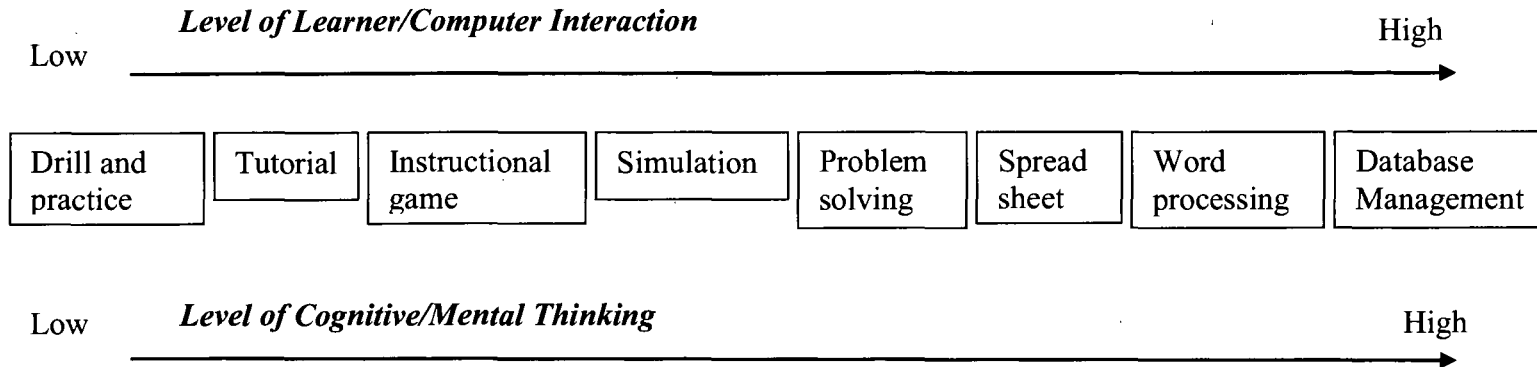 Level of Learner/Computer Interaction
Low
High
Drill and
practice
Tutorial
Instructional
game
Simulation
Problem
solving
Spread
sheet
Word
processing
Database
Management
Low
Level of Cognitive/Mental Thinking
High